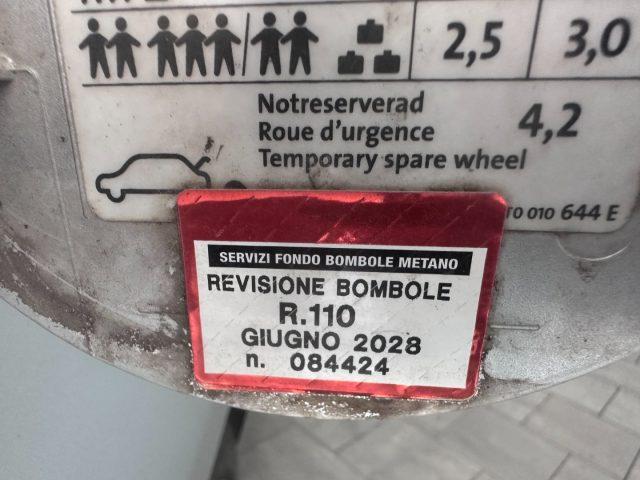 2,5
3,0
Notreserverad
Roue d'urgence
Temporary spare wheel
4,2
TO 010 644 E
SERVIZI FONDO BOMBOLE METANO
REVISIONE BOMBOLE
R.110
GIUGNO 2028
n. 084424